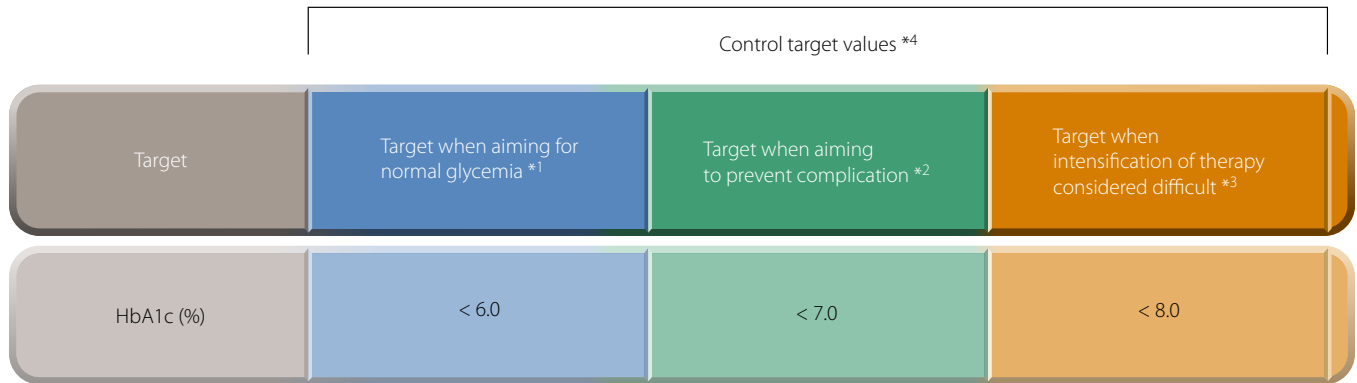 Control target values *4
Target
Target when aiming for
normal glycemia *1
Target when aiming
to prevent complication *2
Target when
intensification of therapy
considered difficult *3
HbA1c (%)
< 6.0
< 7.0
< 8.0